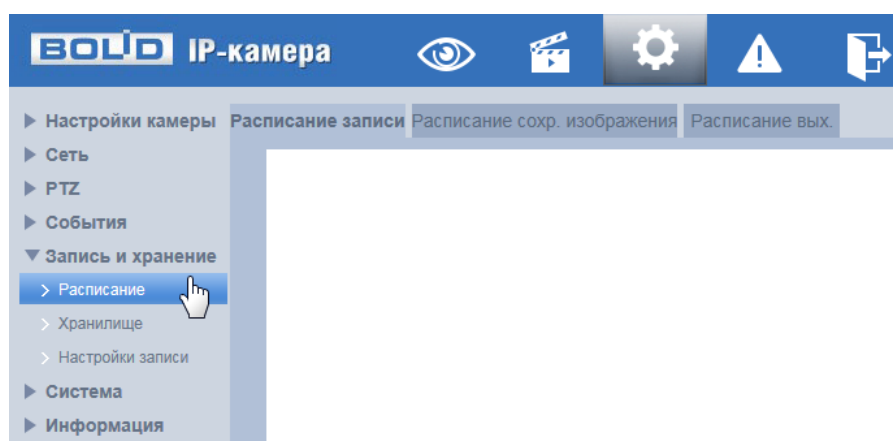 BOLID IP-камера
Настройки камеры
Расписание записи Расписание сохр. изображения Расписание вых.
Сеть
PTZ
События
Запись и хранение
Расписание
Хранилище
Настройки записи
Система
Информация